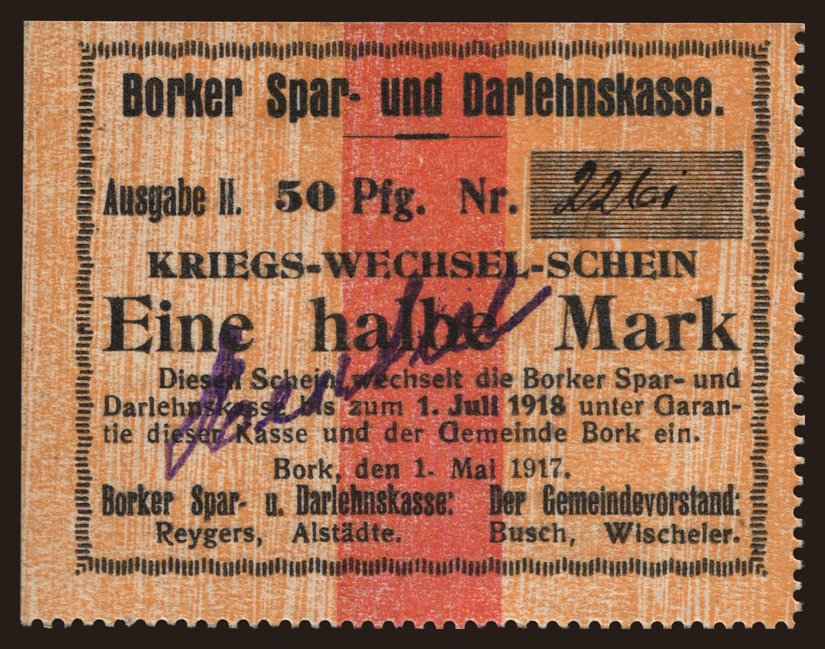 Borker Spar- und Darlehnskasse.
Ausgabe II. 50 Pfg. Nr. 2261
KRIEGS-WECHSEL-SCHEIN
Eine halbe Mark
Diesen Schein wechselt die Borker Spar- und
Darlehnskasse bis zum 1. Juli 1918 unter Garan-
tie dieser Kasse und der Gemeinde Bork ein.
Bork, den 1. Mai 1917.
Borker Spar- u. Darlehnskasse: Der Gemeindevorstand:
Reygers, Alstädte. Busch, Wischeler.